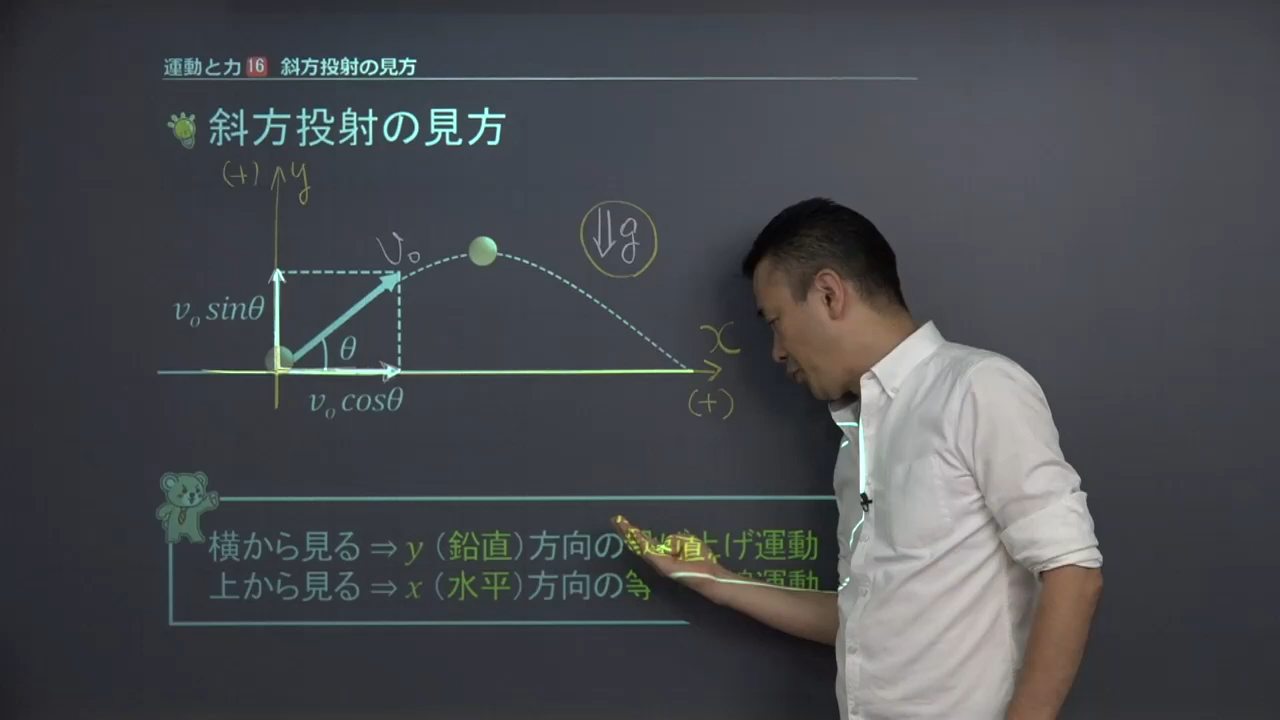 運動と力 16 斜方投射の見方
斜方投射の見方
(+) y
v₀
g
v₀ sinθ
θ
x
v₀ cosθ
(+)
横から見る ⇒ y (鉛直) 方向の げ運動
上から見る ⇒ x (水平) 方向の等 運動